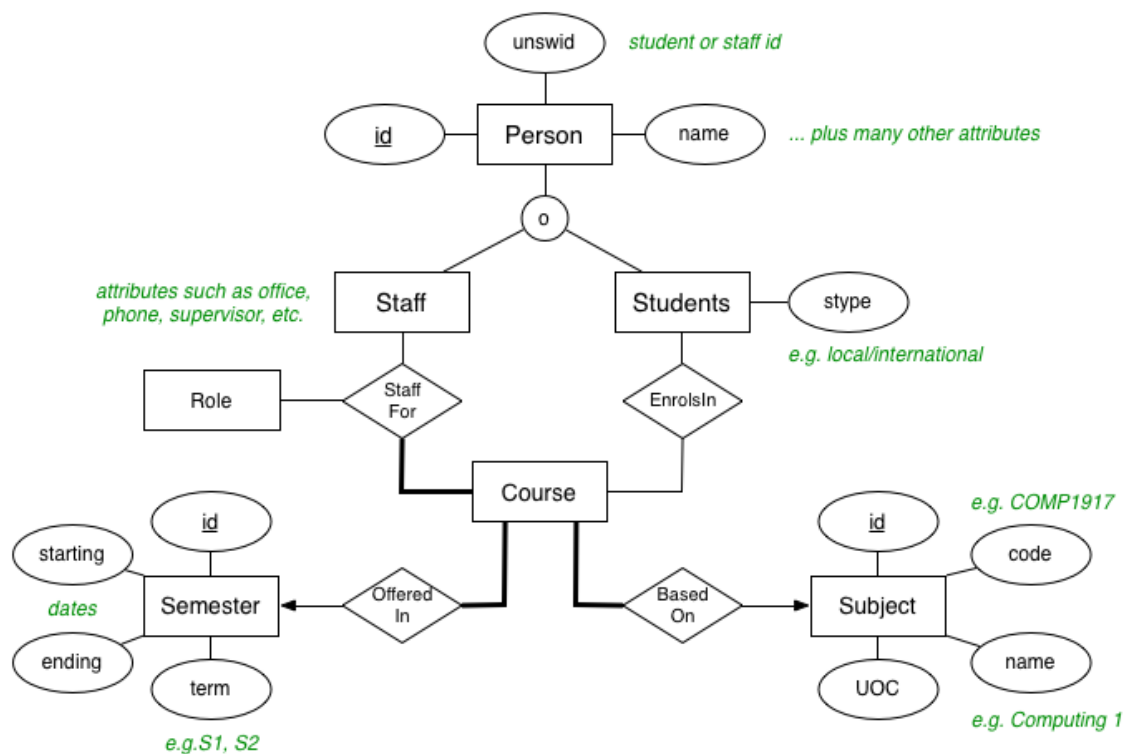 unswid
student or staff id
id
Person
name
... plus many other attributes
o
attributes such as office,
phone, supervisor, etc.
Staff
Students
stype
e.g. local/international
Role
Staff
For
EnrolsIn
Course
id
starting
dates
Semester
ending
term
e.g.S1, S2
Offered
In
Based
On
id
e.g. COMP1917
code
Subject
UOC
name
e.g. Computing 1